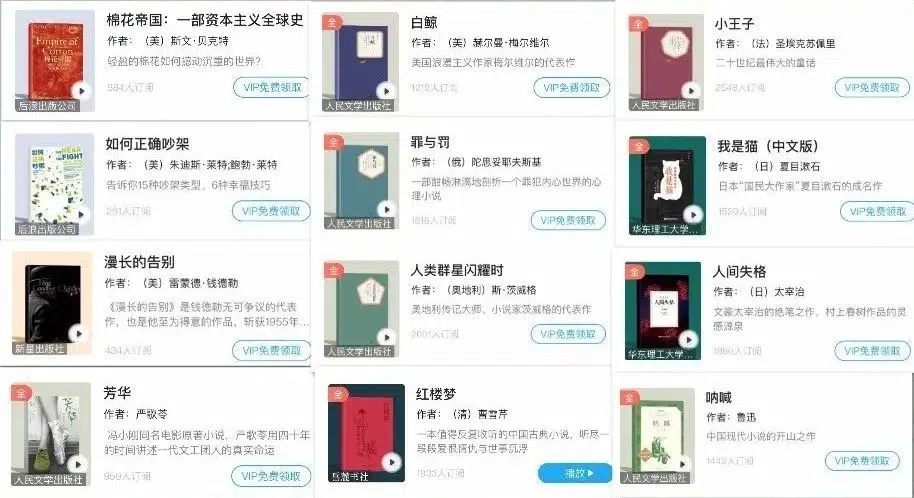 棉花帝国：一部资本主义全球史
作者：（美）斯文·贝克特
轻盈的棉花如何撼动沉重的世界？
884人订阅
VIP免费领取
Empire of Cotton
棉花帝国
后浪出版公司
全
白鲸
作者：（美）赫尔曼·梅尔维尔
美国浪漫主义作家梅尔维尔的代表作
1212人订阅
VIP免费领取
白鲸
人民文学出版社
全
小王子
作者：（法）圣埃克苏佩里
二十世纪最伟大的童话
2548人订阅
VIP免费领取
人民文学出版社
如何正确吵架
作者：（美）朱迪斯·莱特;鲍勃·莱特
告诉你15种吵架类型，6种幸福技巧
261人订阅
VIP免费领取
如何正确吵架
THE HEART OF THE FIGHT
后浪出版公司
全
罪与罚
作者：（俄）陀思妥耶夫斯基
一部酣畅淋漓地剖析一个罪犯内心世界的心
理小说
1618人订阅
VIP免费领取
罪与罚
人民文学出版社
全
我是猫（中文版）
作者：（日）夏目漱石
日本“国民大作家”夏目漱石的成名作
1529人订阅
VIP免费领取
我是猫
华东理工大学...
漫长的告别
作者：（美）雷蒙德·钱德勒
《漫长的告别》是钱德勒无可争议的代表
作，也是他至为得意的作品，斩获1955年...
434人订阅
VIP免费领取
新星出版社
全
人类群星闪耀时
作者：（奥地利）斯·茨威格
奥地利传记大师、小说家茨威格的代表作
2001人订阅
VIP免费领取
人民文学出版社
全
人间失格
作者：（日）太宰治
文豪太宰治的绝笔之作，村上春树作品的灵
感源泉
1850人订阅
VIP免费领取
人间失格
华东理工大学...
全
芳华
作者：严歌苓
冯小刚同名电影原著小说，严歌苓用四十年
的时间讲述一代文工团人的真实命运
959人订阅
VIP免费领取
人民文学出版社
全
红楼梦
作者：（清）曹雪芹
一本值得反复收听的中国古典小说，听尽一
段段爱恨情仇与世事沉浮
1833人订阅
播放
红楼梦
岳麓书社
全
呐喊
作者：鲁迅
中国现代小说的开山之作
1442人订阅
VIP免费领取
呐喊
人民文学出版社